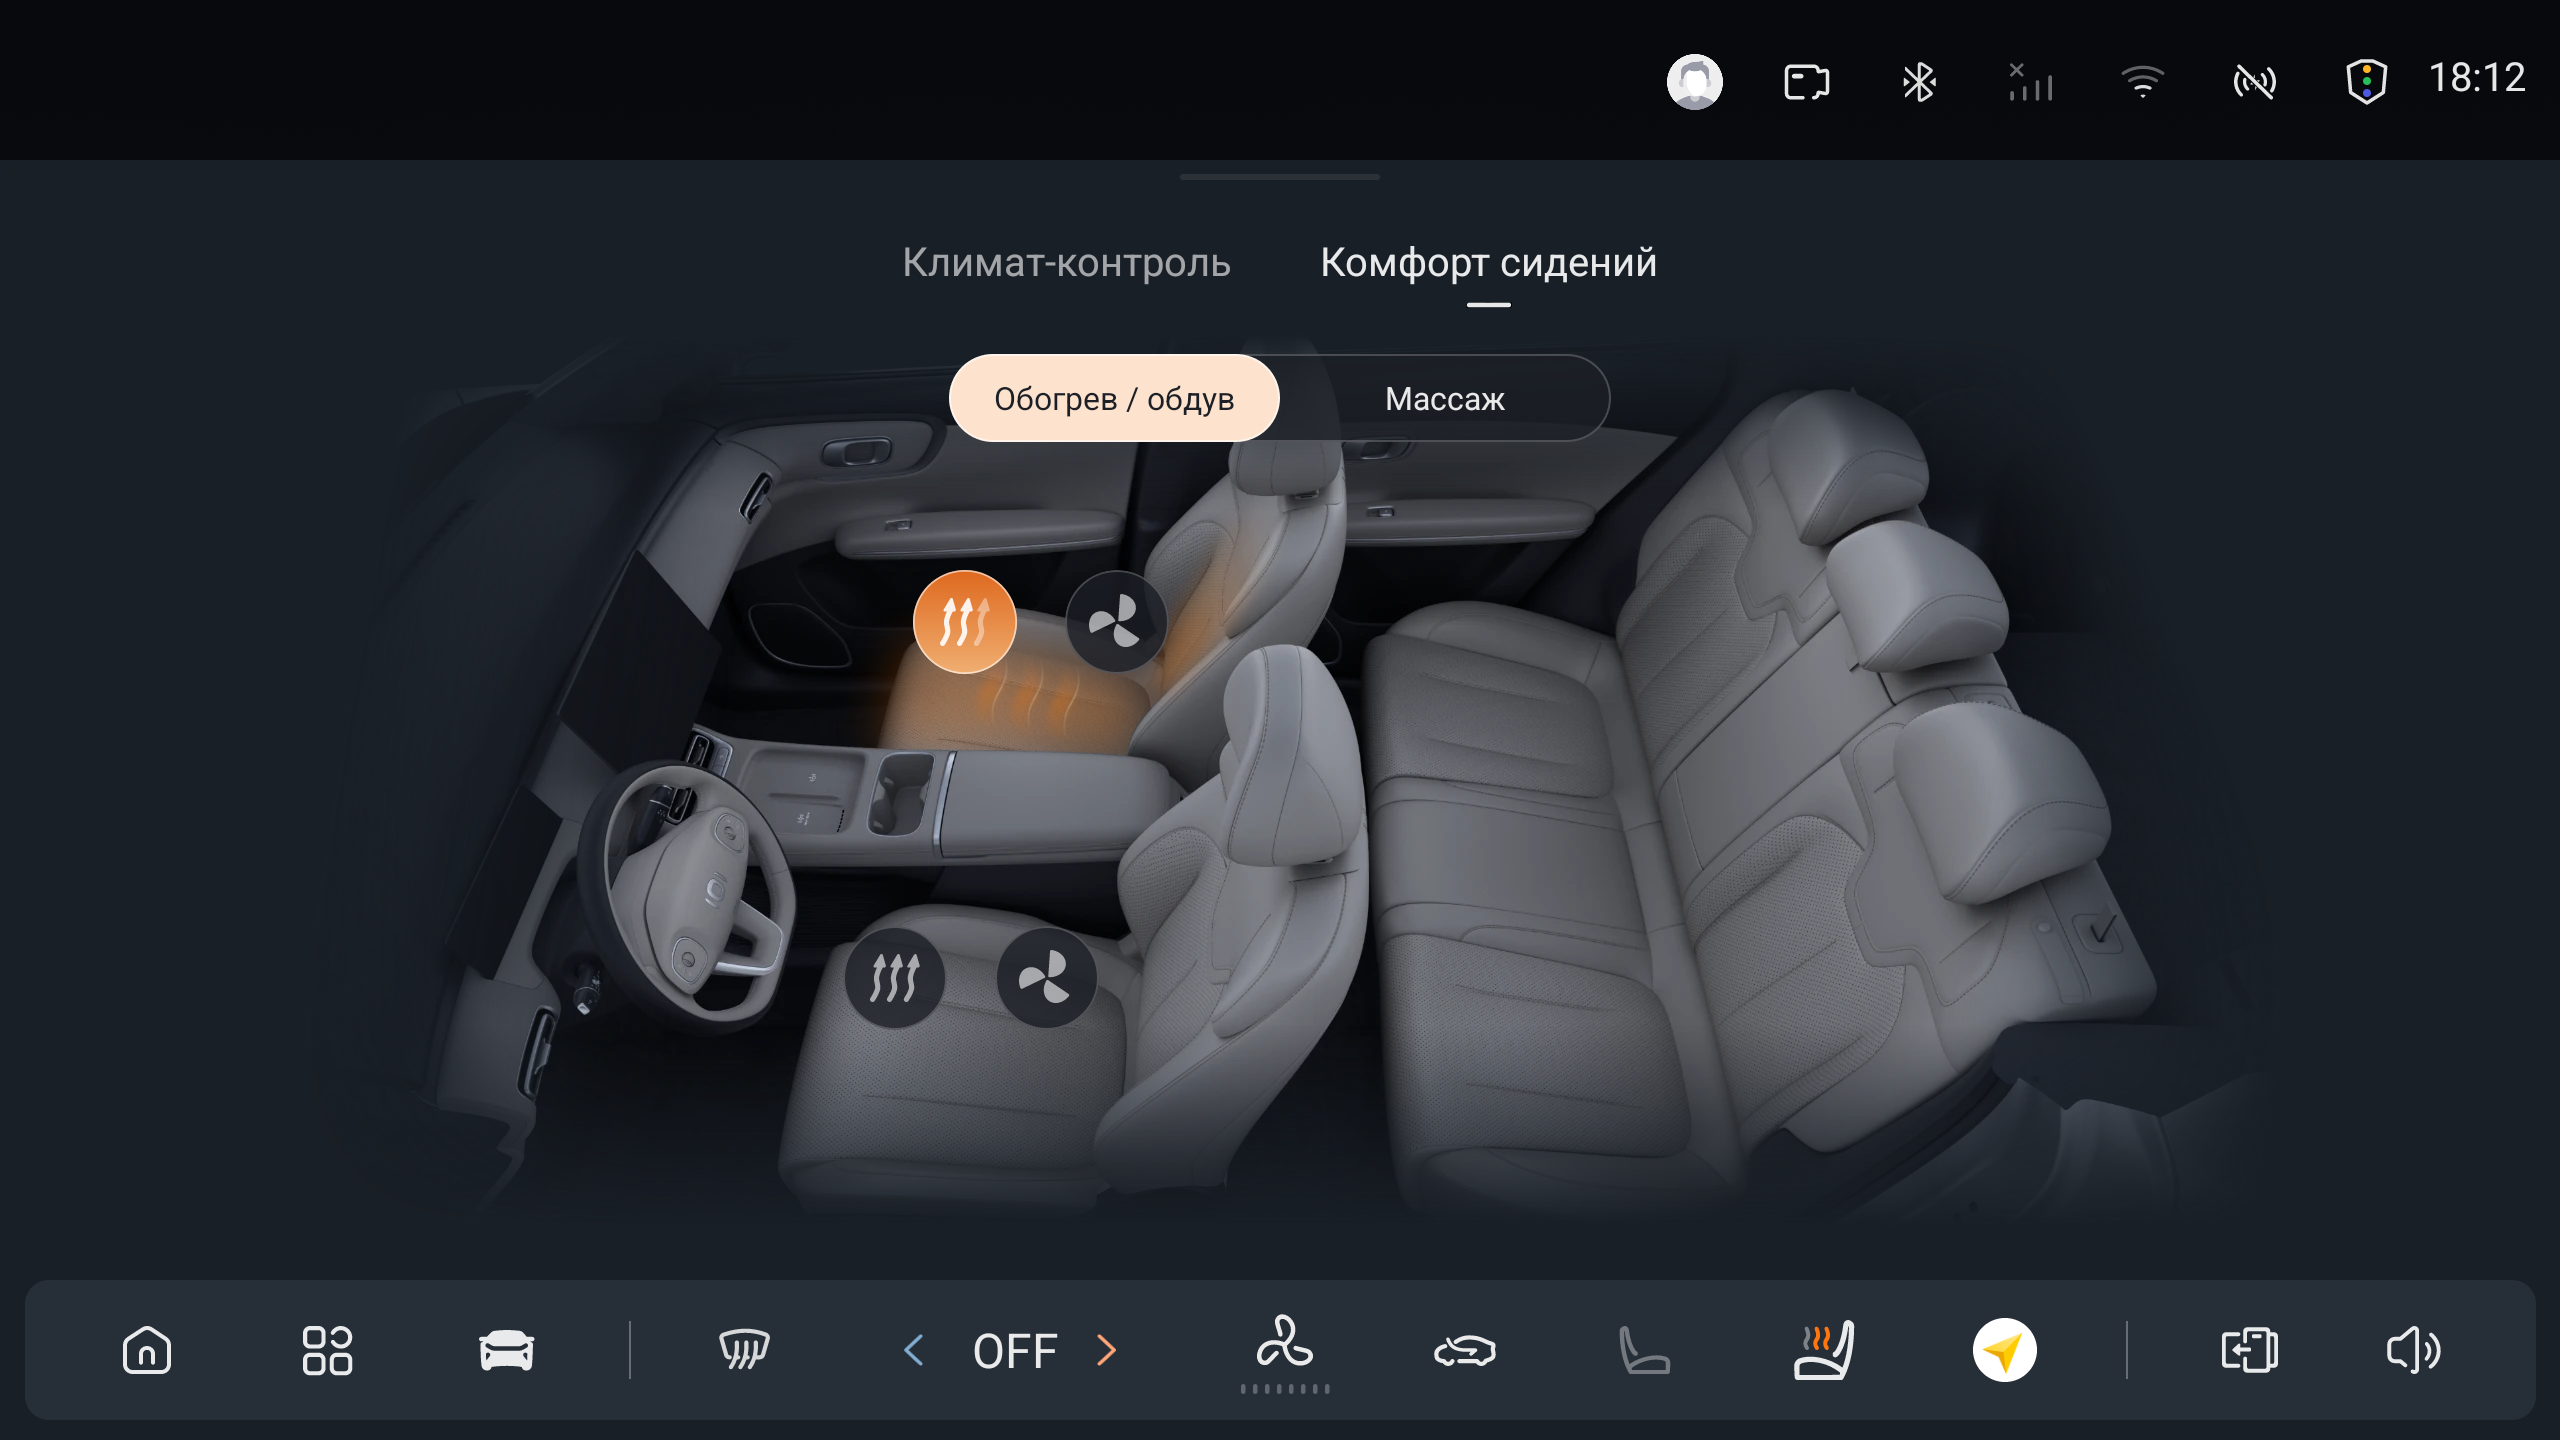 18:12
Климат-контроль
Комфорт сидений
Обогрев / обдув
Массаж
OFF